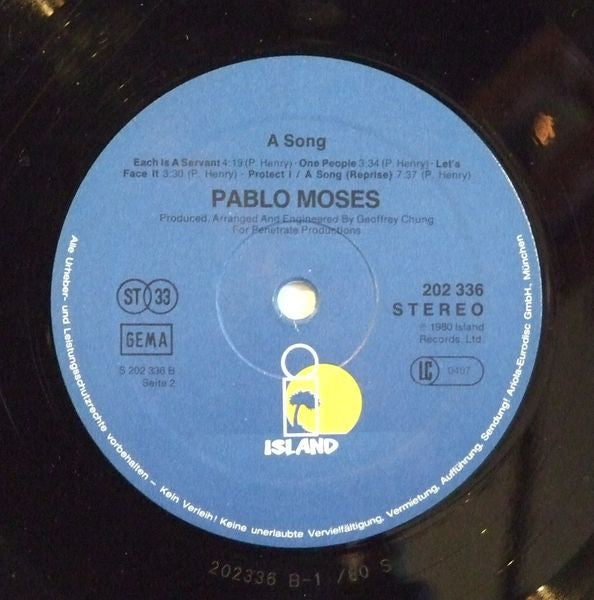 A Song
Each Is A Servant 4:19 (P. Henry) · One People 3:34 (P. Henry) · Let's
Face It 3:30 (P. Henry) · Protect I / A Song (Reprise) 7:37 (P. Henry)
PABLO MOSES
Produced, Arranged And Engineered By Geoffrey Chung
For Penetrate Productions
ST 33
GEMA
S 202 336 B
Seite 2
202 336
STEREO
℗ 1980 Island
Records, Ltd.
LC 0407
ISLAND
Alle Urheber- und Leistungsschutzrechte vorbehalten – Kein Verleih! Keine unerlaubte Vervielfältigung, Vermietung, Aufführung, Sendung! Ariola-Eurodisc GmbH., München
202336 B-1 /80 S